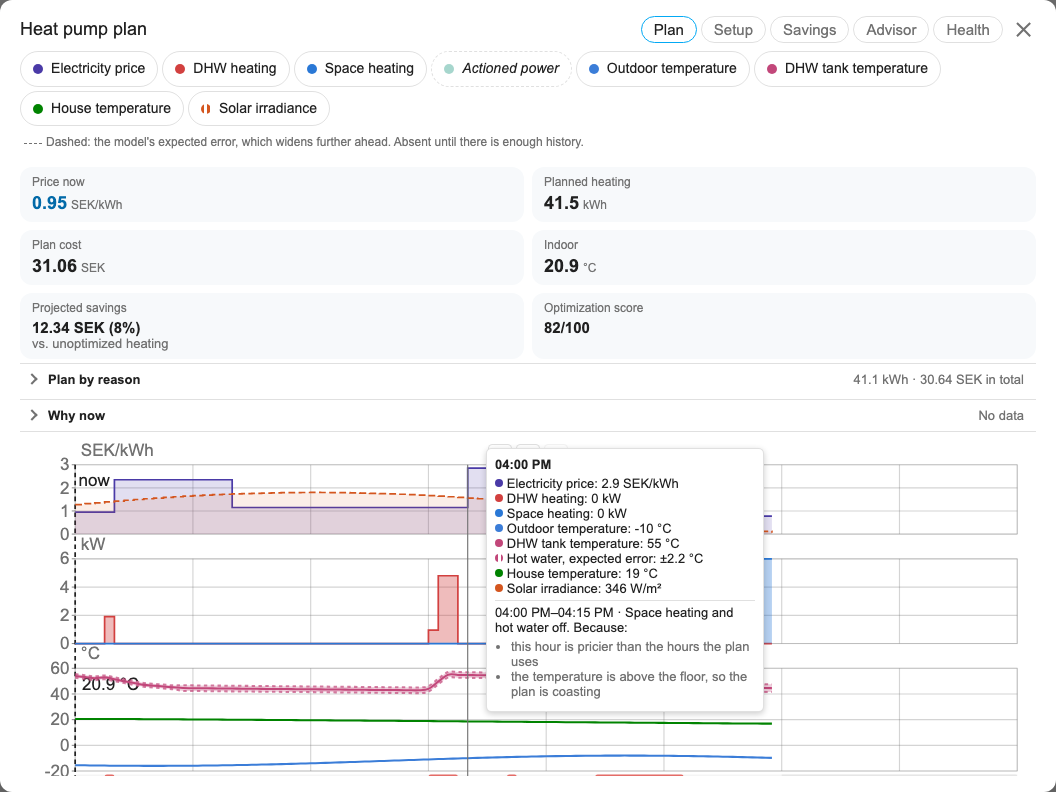 Heat pump plan
Plan
Setup
Savings
Advisor
Health
Electricity price
DHW heating
Space heating
Actioned power
Outdoor temperature
DHW tank temperature
House temperature
Solar irradiance
---- Dashed: the model's expected error, which widens further ahead. Absent until there is enough history.
Price now
0.95 SEK/kWh
Planned heating
41.5 kWh
Plan cost
31.06 SEK
Indoor
20.9 °C
Projected savings
12.34 SEK (8%)
vs. unoptimized heating
Optimization score
82/100
Plan by reason
41.1 kWh · 30.64 SEK in total
Why now
No data
SEK/kWh
3
now
2
1
0
kW
6
4
2
0
°C
60
20.9 °C
40
20
0
-20
04:00 PM
Electricity price: 2.9 SEK/kWh
DHW heating: 0 kW
Space heating: 0 kW
Outdoor temperature: -10 °C
DHW tank temperature: 55 °C
Hot water, expected error: ±2.2 °C
House temperature: 19 °C
Solar irradiance: 346 W/m²
04:00 PM–04:15 PM · Space heating and
hot water off. Because:
• this hour is pricier than the hours the plan
uses
• the temperature is above the floor, so the
plan is coasting